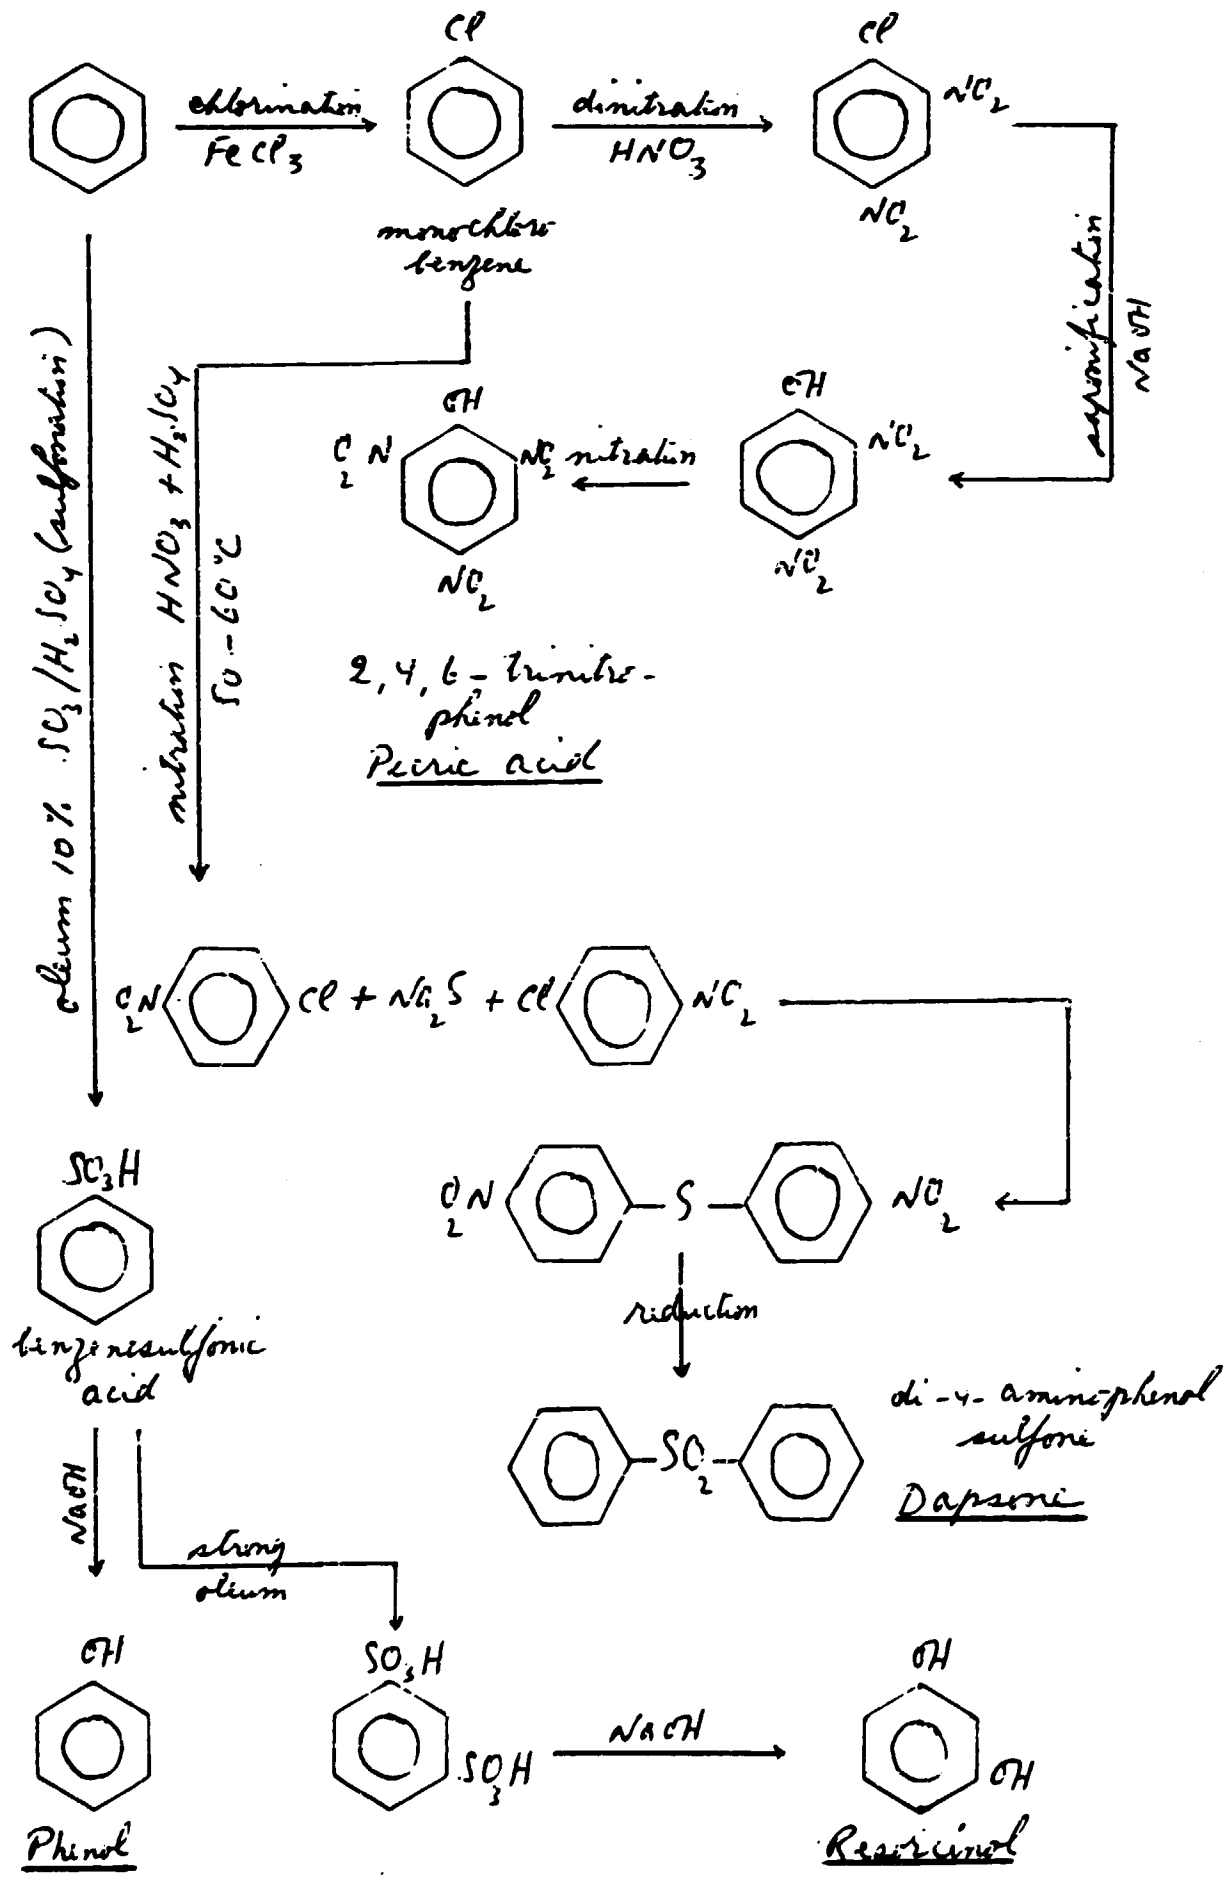 Cl
Cl
chlorination
FeCl3
dinitration
HNO3
NO2
NO2
monochloro-
benzene
saponification
NaOH
oleum 10% SO3/H2SO4 (sulfonation)
nitration HNO3 + H2SO4
50-60°C
OH
O2N
NO2
NO2
nitration
OH
NO2
NO2
2,4,6-trinitro-
phenol
Picric acid
O2N
Cl + Na2S + Cl
NO2
SO3H
benzenesulfonic
acid
O2N
S
NO2
reduction
SO2
di-4-amino-phenol
sulfone
Dapsone
NaOH
strong
oleum
OH
Phenol
SO3H
SO3H
NaOH
OH
OH
Resorcinol